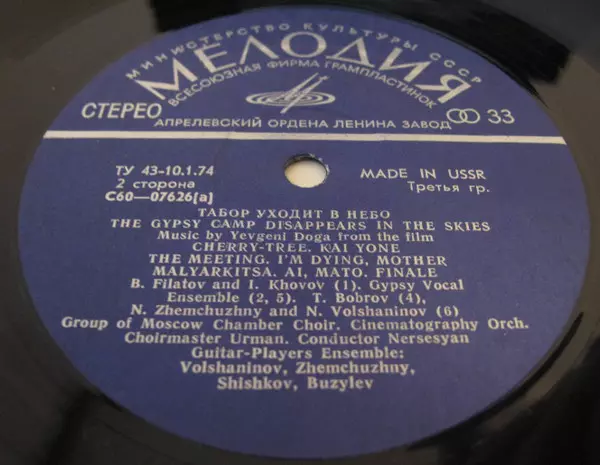 МИНИСТЕРСТВО КУЛЬТУРЫ СССР
МЕЛОДИЯ
ВСЕСОЮЗНАЯ ФИРМА ГРАМПЛАСТИНОК
СТЕРЕО
33
АПРЕЛЕВСКИЙ ОРДЕНА ЛЕНИНА ЗАВОД
ТУ 43-10.1.74
MADE IN USSR
2 сторона
Третья гр.
С60—07626[а]
ТАБОР УХОДИТ В НЕБО
THE GYPSY CAMP DISAPPEARS IN THE SKIES
Music by Yevgeni Doga from the film
CHERRY-TREE. KAI YONE
THE MEETING. I'M DYING, MOTHER
MALYARKITSA. AI, MATO. FINALE
B. Filatov and I. Khovov (1). Gypsy Vocal
Ensemble (2, 5). T. Bobrov (4),
N. Zhemchuzhny and N. Volshaninov (6)
Group of Moscow Chamber Choir. Cinematography Orch.
Choirmaster Urman. Conductor Nersesyan
Guitar-Players Ensemble:
Volshaninov, Zhemchuzhny,
Shishkov, Buzylev